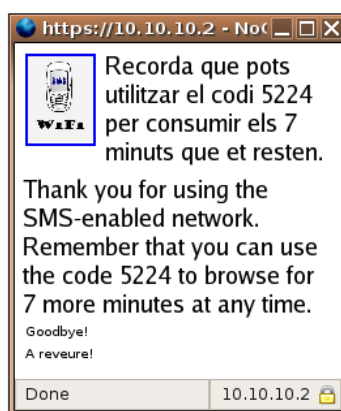 https://10.10.10.2 - No
WiFi
Recorda que pots
utilitzar el codi 5224
per consumir els 7
minuts que et resten.
Thank you for using the
SMS-enabled network.
Remember that you can use
the code 5224 to browse for
7 more minutes at any time.
Goodbye!
A reveure!
Done
10.10.10.2